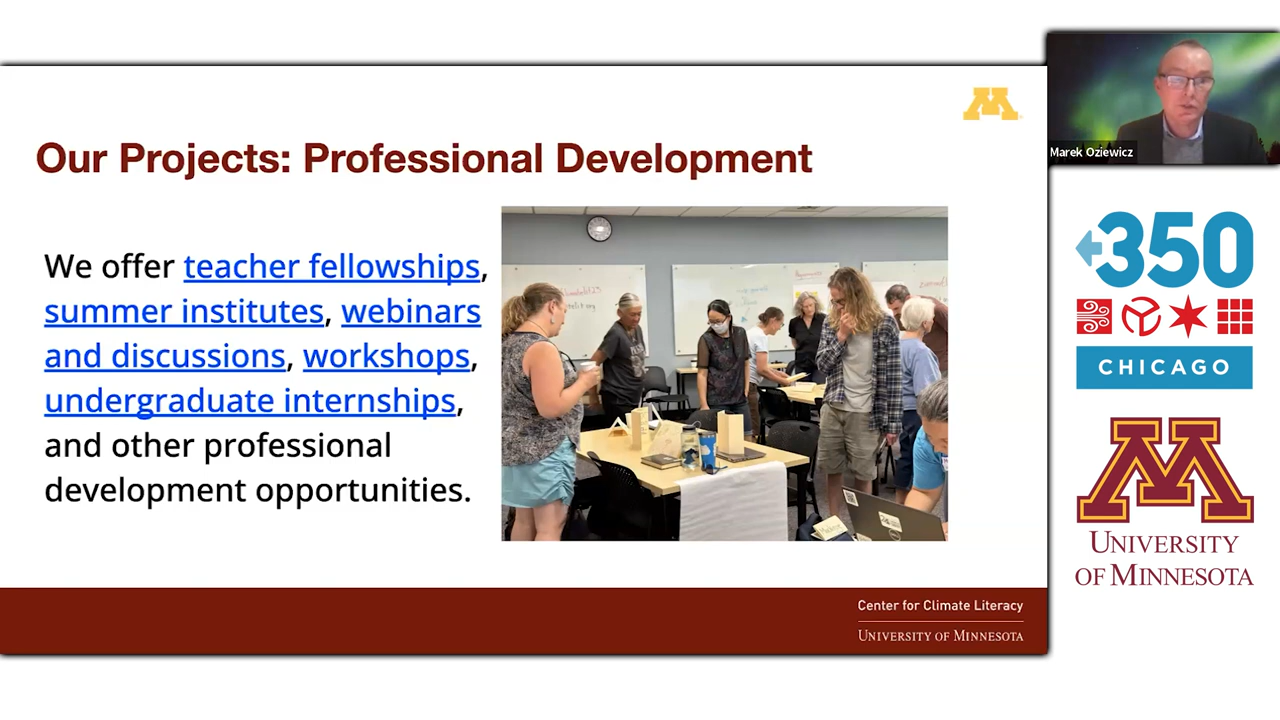 Our Projects: Professional Development
We offer teacher fellowships,
summer institutes, webinars
and discussions, workshops,
undergraduate internships,
and other professional
development opportunities.
Center for Climate Literacy
UNIVERSITY OF MINNESOTA
Marek Oziewicz
350
CHICAGO
UNIVERSITY
OF MINNESOTA